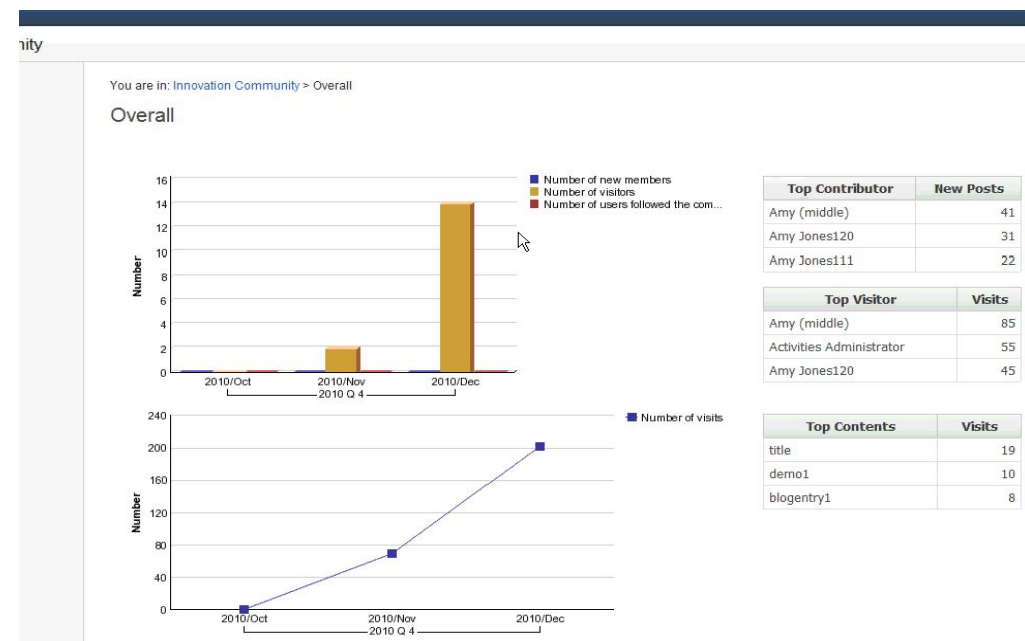 nity
You are in: Innovation Community > Overall
Overall
Number of new members
Number of visitors
Number of users followed the com...
16
14
12
10
8
6
4
2
0
Number
2010/Oct 2010/Nov 2010/Dec
2010 Q 4
Number of visits
240
200
160
120
80
40
0
Number
2010/Oct 2010/Nov 2010/Dec
2010 Q 4
Top Contributor New Posts
Amy (middle) 41
Amy Jones120 31
Amy Jones111 22
Top Visitor Visits
Amy (middle) 85
Activities Administrator 55
Amy Jones120 45
Top Contents Visits
title 19
demo1 10
blogentry1 8